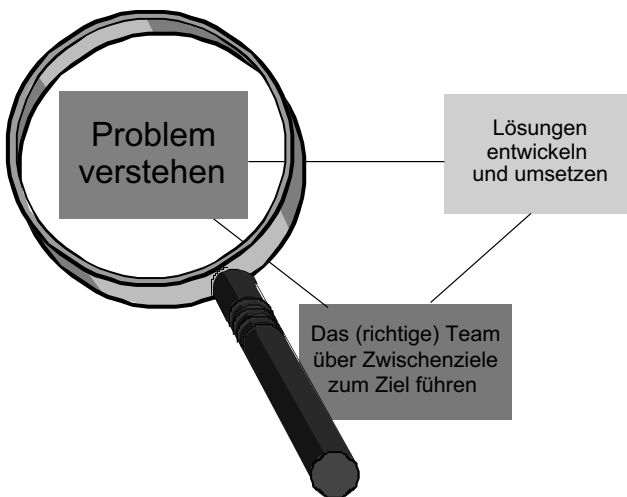 Problem
verstehen
Lösungen
entwickeln
und umsetzen
Das (richtige) Team
über Zwischenziele
zum Ziel führen